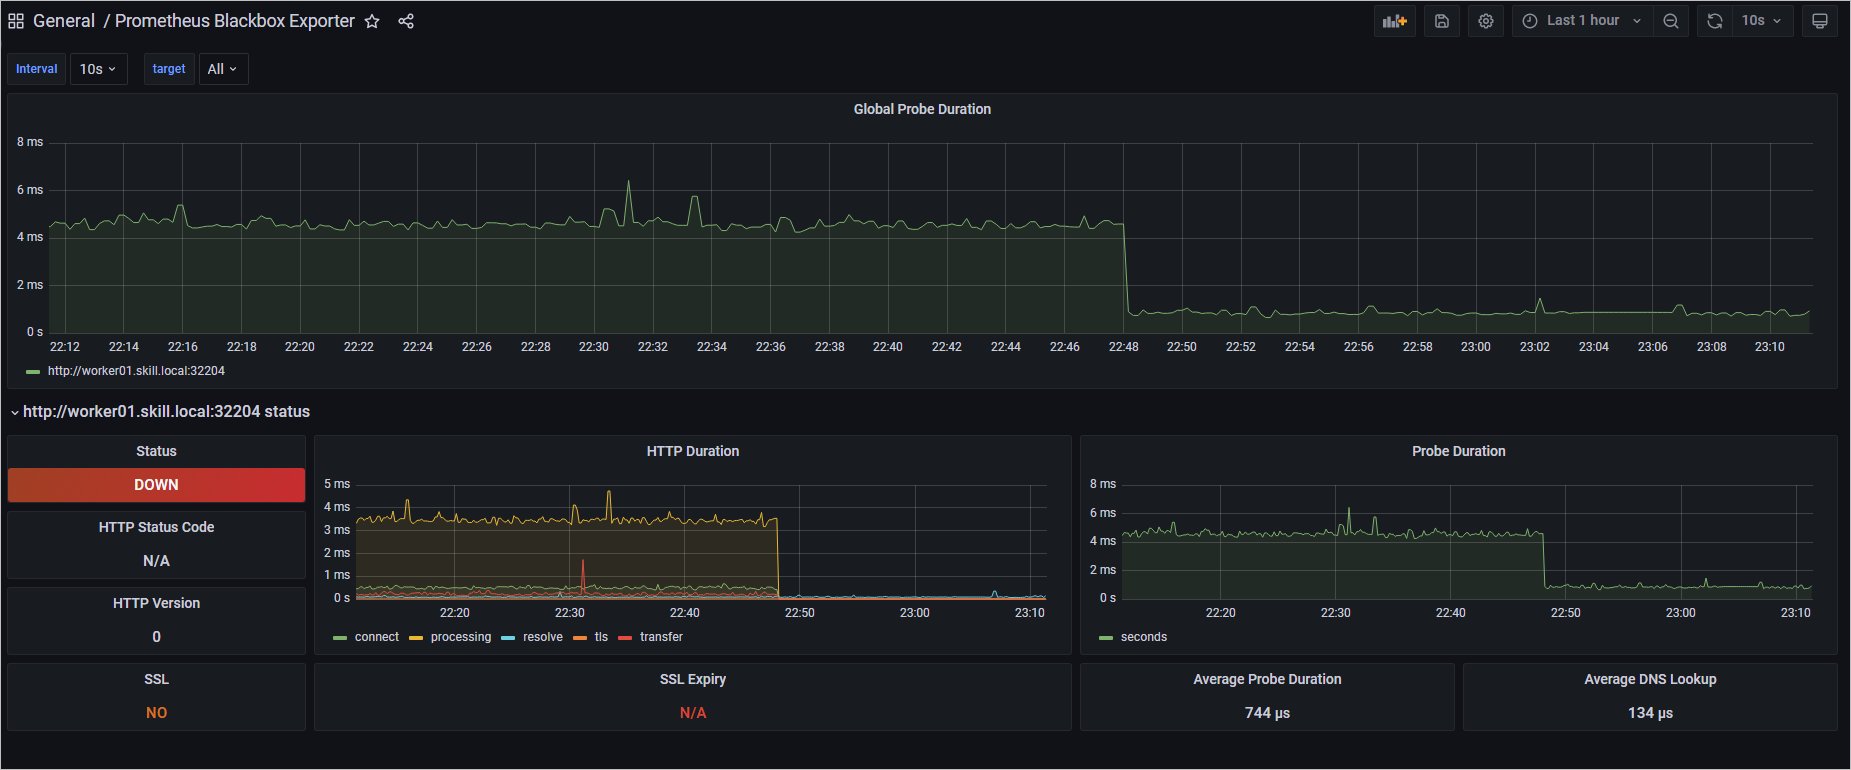 General / Prometheus Blackbox Exporter
Last 1 hour
10s
Interval 10s target All
Global Probe Duration
8 ms
6 ms
4 ms
2 ms
0 s
22:12 22:14 22:16 22:18 22:20 22:22 22:24 22:26 22:28 22:30 22:32 22:34 22:36 22:38 22:40 22:42 22:44 22:46 22:48 22:50 22:52 22:54 22:56 22:58 23:00 23:02 23:04 23:06 23:08 23:10
http://worker01.skill.local:32204
http://worker01.skill.local:32204 status
Status
DOWN
HTTP Status Code
N/A
HTTP Version
0
HTTP Duration
5 ms
4 ms
3 ms
2 ms
1 ms
0 s
22:20 22:30 22:40 22:50 23:00 23:10
connect processing resolve tls transfer
Probe Duration
8 ms
6 ms
4 ms
2 ms
0 s
22:20 22:30 22:40 22:50 23:00 23:10
seconds
SSL
NO
SSL Expiry
N/A
Average Probe Duration
744 µs
Average DNS Lookup
134 µs